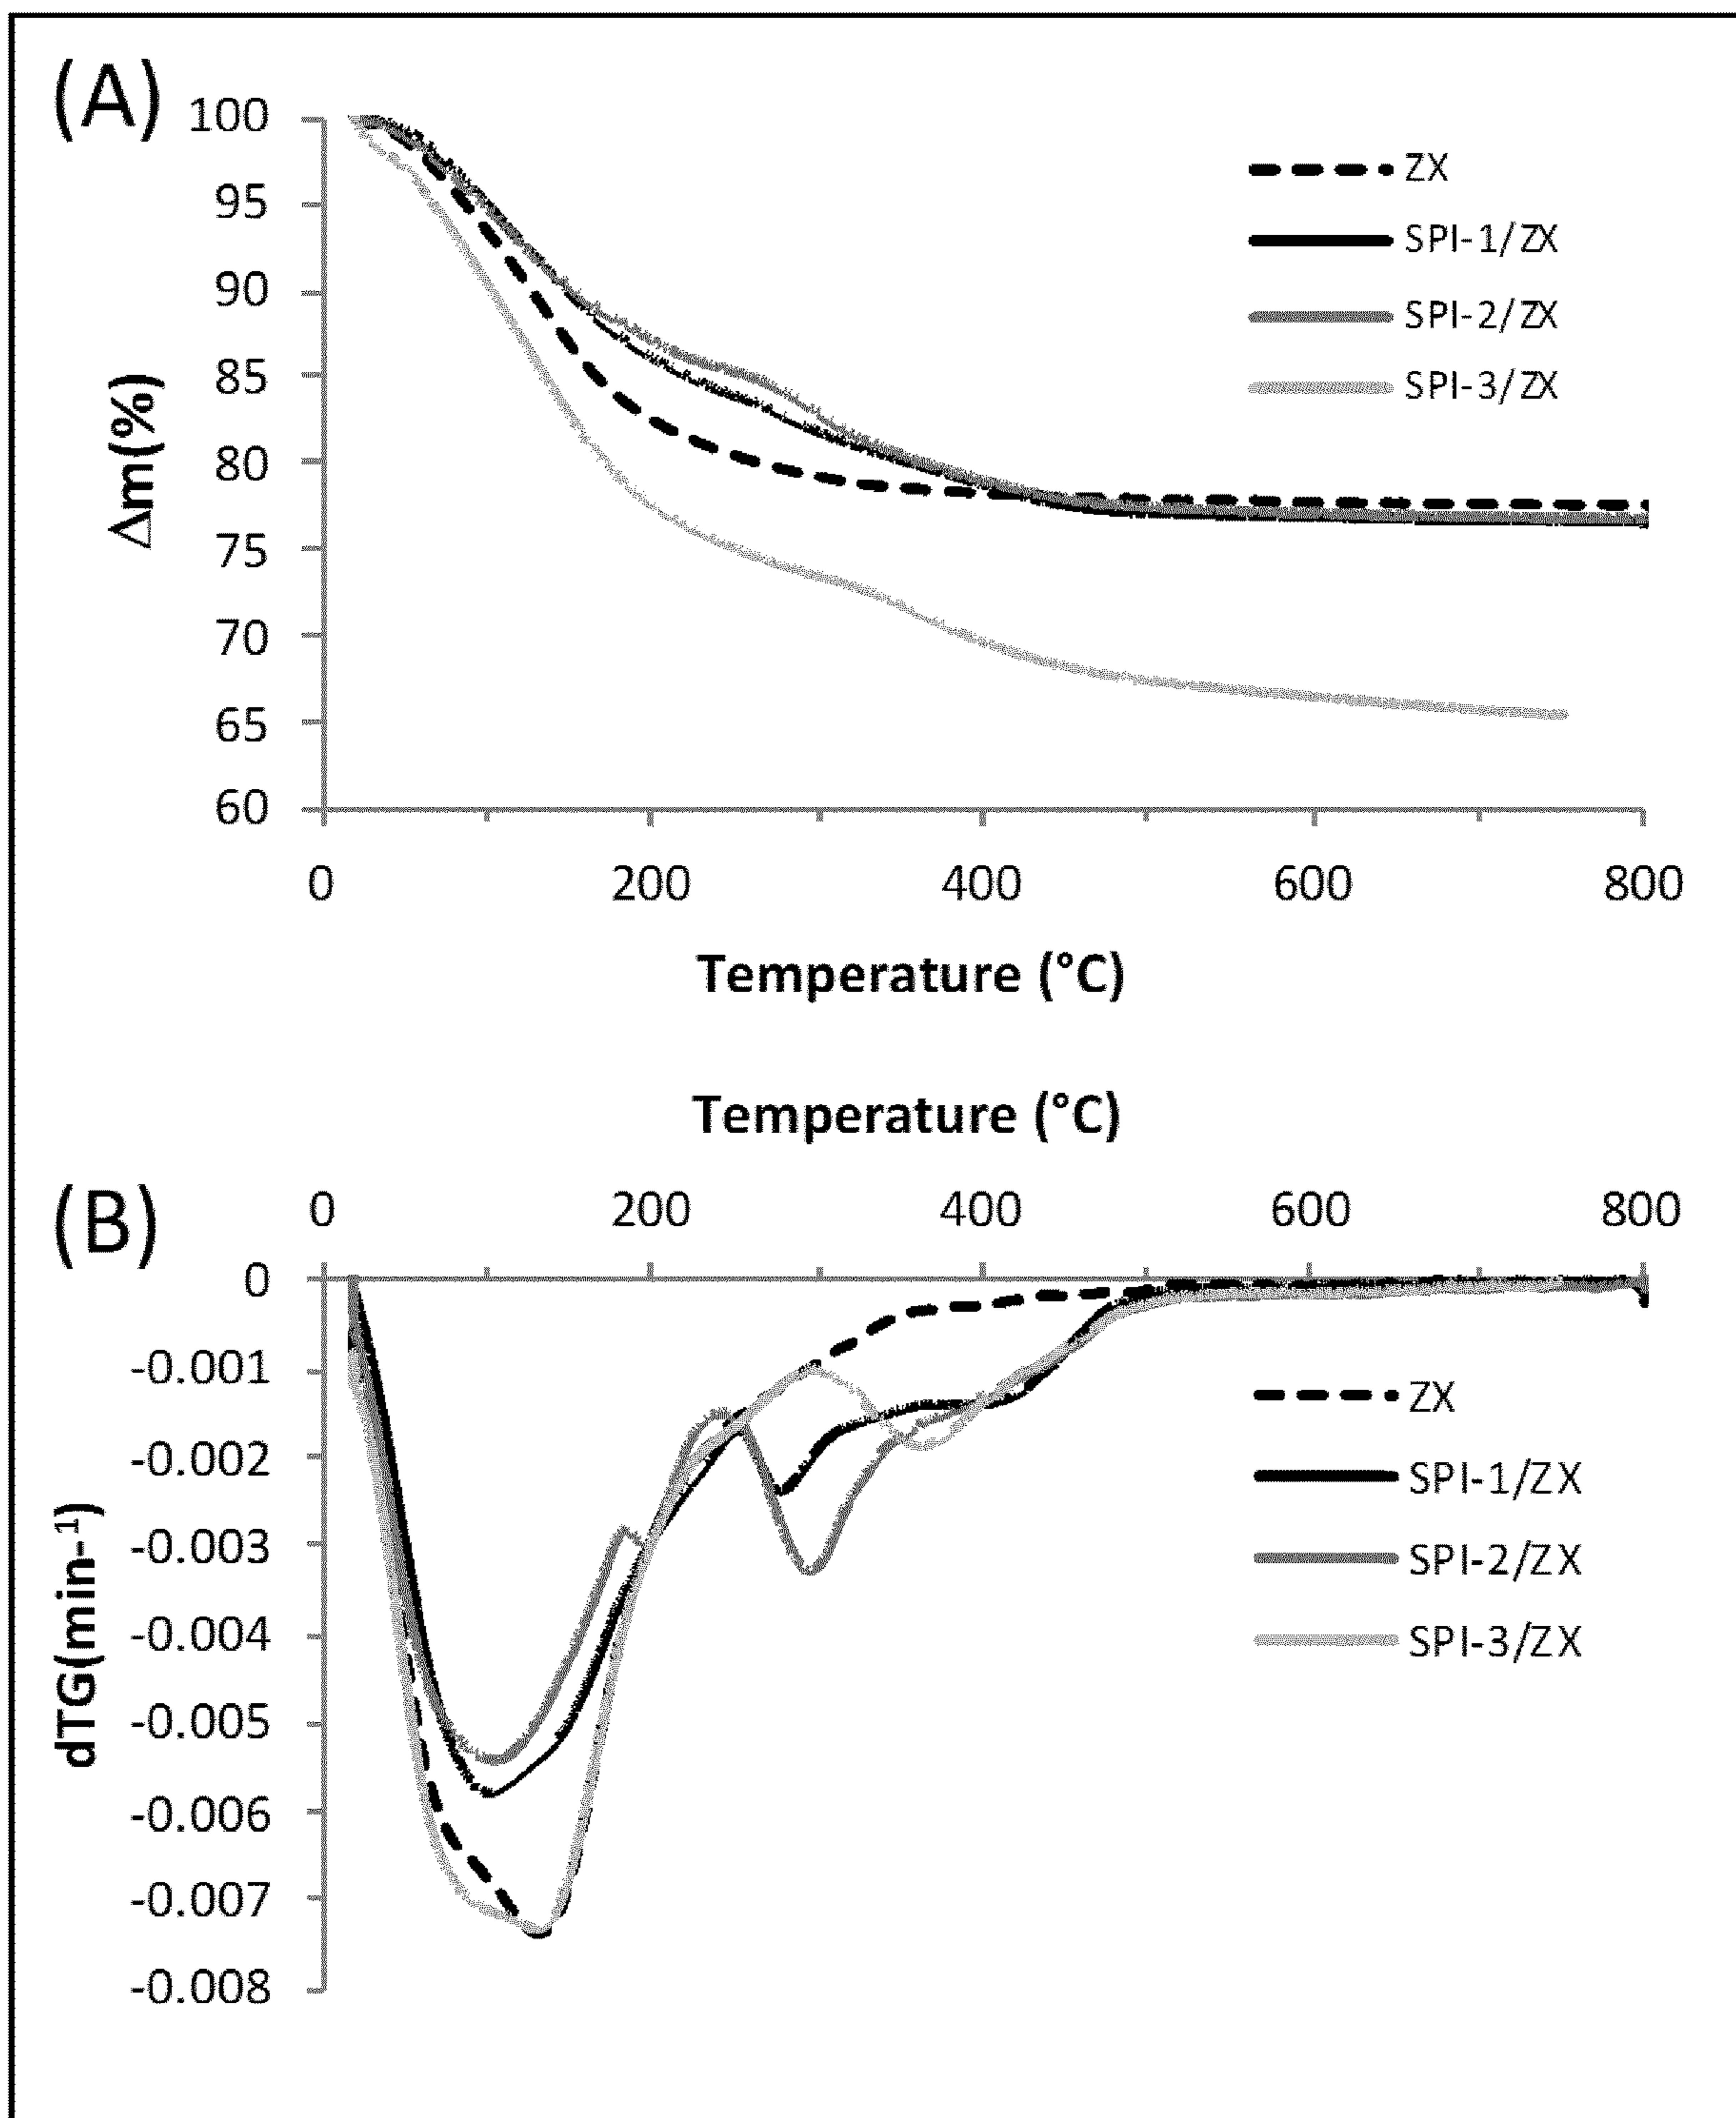 (A)
100
95
90
85
80
75
70
65
60
Δm(%)
ZX
SPI-1/ZX
SPI-2/ZX
SPI-3/ZX
0 200 400 600 800
Temperature (°C)
Temperature (°C)
(B)
0 200 400 600 800
0
-0.001
-0.002
-0.003
-0.004
-0.005
-0.006
-0.007
-0.008
dTG(min-¹)
ZX
SPI-1/ZX
SPI-2/ZX
SPI-3/ZX